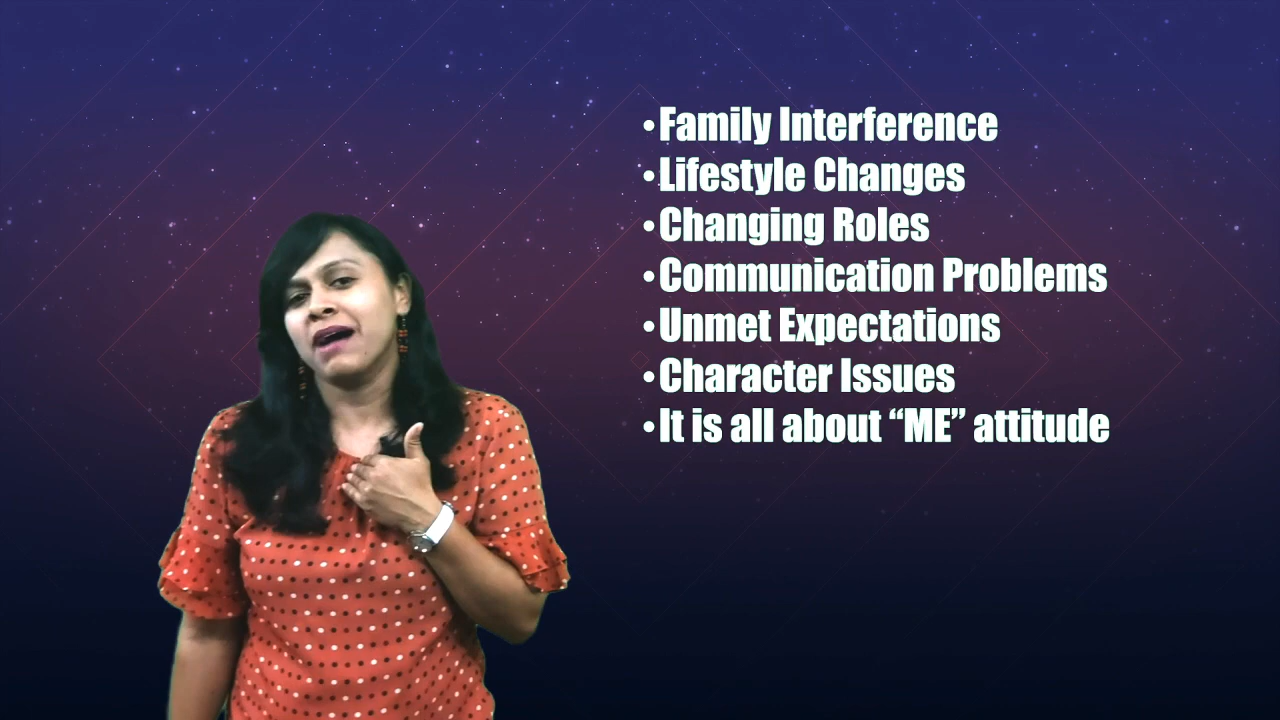 •Family Interference
•Lifestyle Changes
•Changing Roles
•Communication Problems
•Unmet Expectations
•Character Issues
•It is all about “ME” attitude